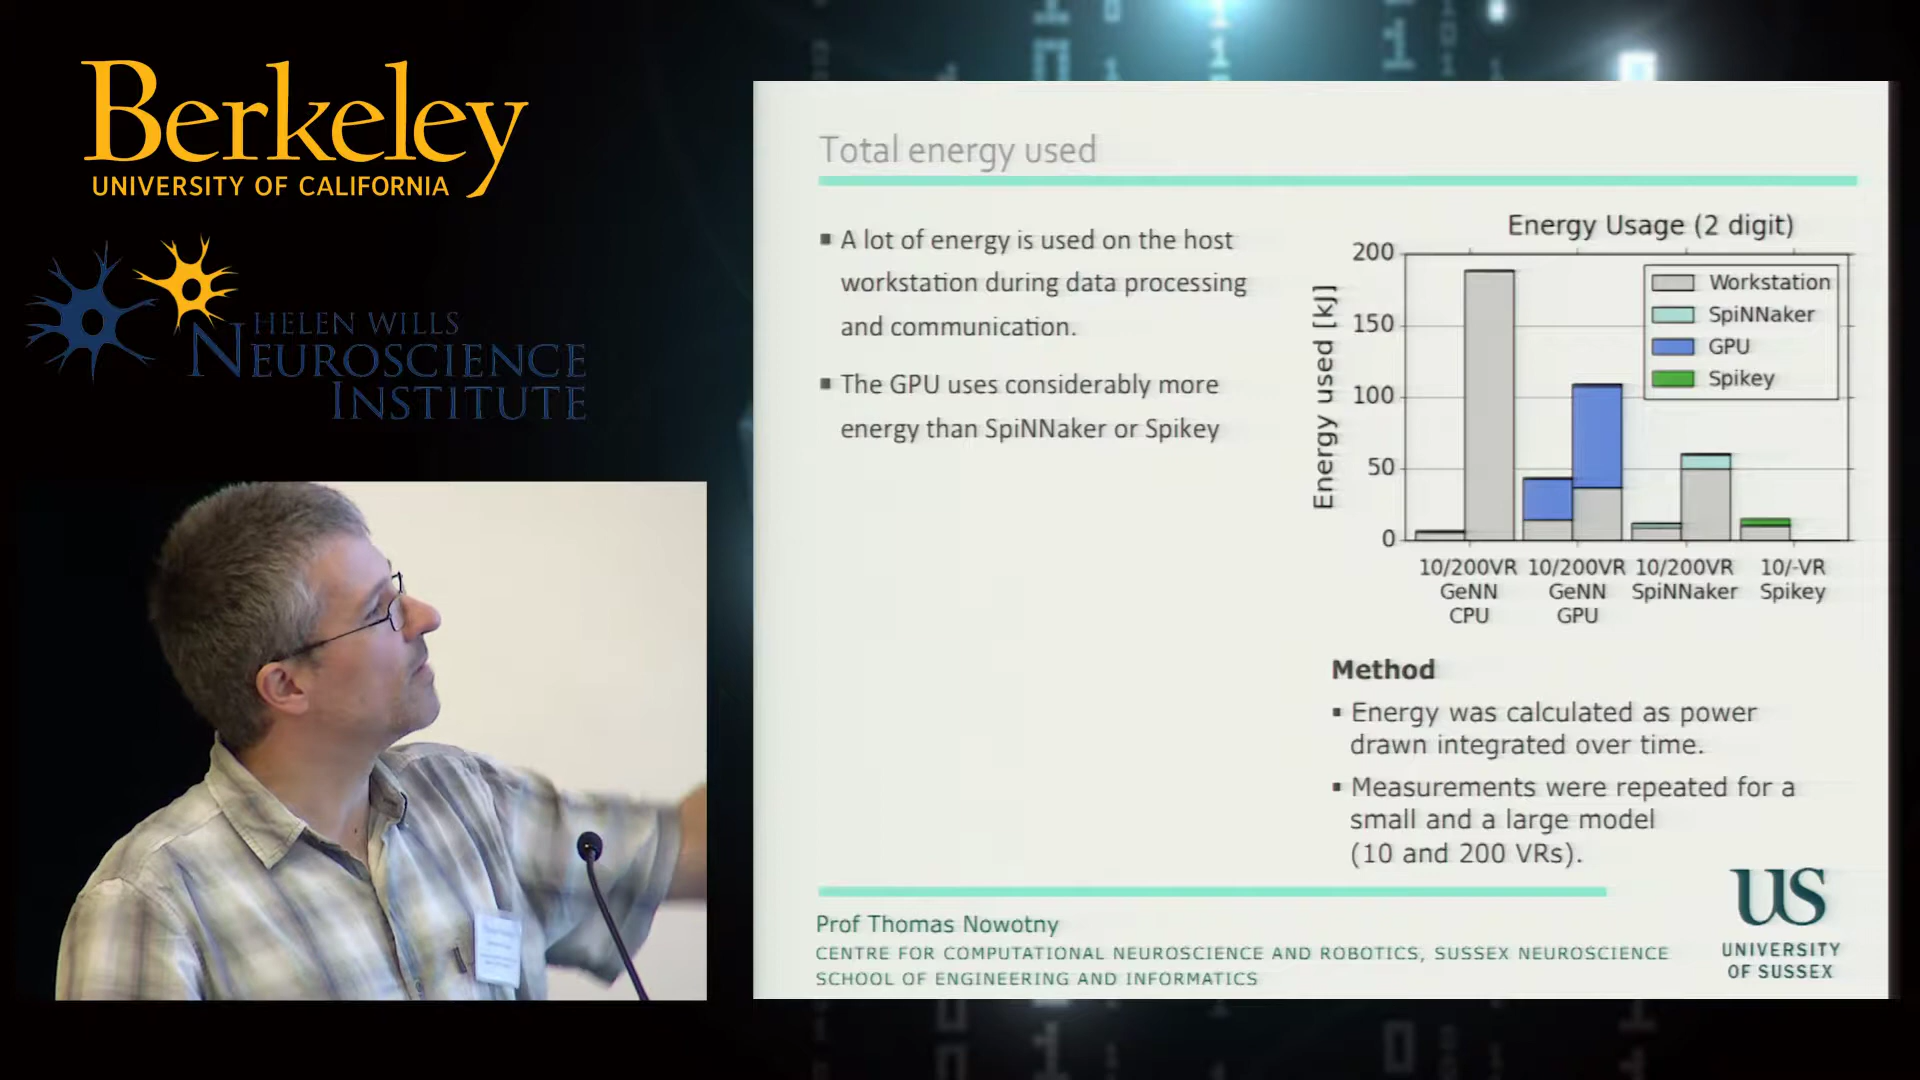 Berkeley
UNIVERSITY OF CALIFORNIA
HELEN WILLS
NEUROSCIENCE
INSTITUTE
Total energy used
▪ A lot of energy is used on the host
workstation during data processing
and communication.
▪ The GPU uses considerably more
energy than SpiNNaker or Spikey
Energy Usage (2 digit)
Energy used [kJ]
200
150
100
50
0
Workstation
SpiNNaker
GPU
Spikey
10/200VR 10/200VR 10/200VR 10/-VR
GeNN GeNN SpiNNaker Spikey
CPU GPU
Method
▪ Energy was calculated as power
drawn integrated over time.
▪ Measurements were repeated for a
small and a large model
(10 and 200 VRs).
Prof Thomas Nowotny
CENTRE FOR COMPUTATIONAL NEUROSCIENCE AND ROBOTICS, SUSSEX NEUROSCIENCE
SCHOOL OF ENGINEERING AND INFORMATICS
US
UNIVERSITY
OF SUSSEX